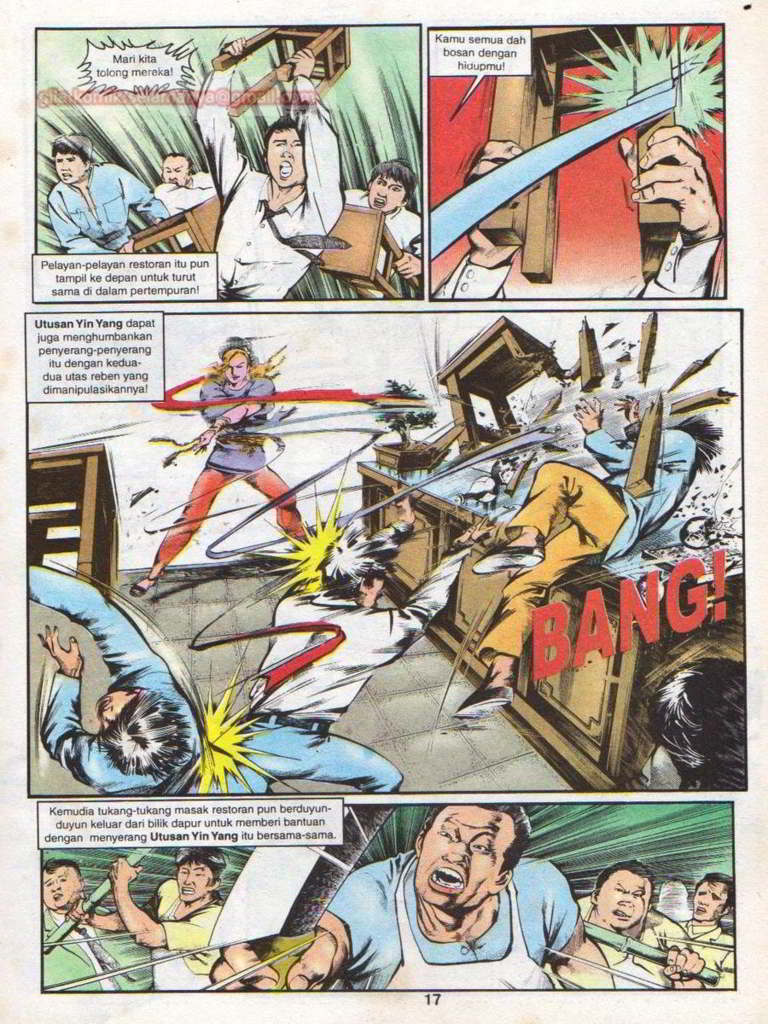 Mari kita
tolong mereka!
Pelayan-pelayan restoran itu pun
tampil ke depan untuk turut
sama di dalam pertempuran!
Kamu semua dah
bosan dengan
hidupmu!
Utusan Yin Yang dapat
juga menghumbankan
penyerang-penyerang
itu dengan kedua-
dua utas reben yang
dimanipulasikannya!
BANG!
Kemudia tukang-tukang masak restoran pun berduyun-
duyun keluar dari bilik dapur untuk memberi bantuan
dengan menyerang Utusan Yin Yang itu bersama-sama.
17